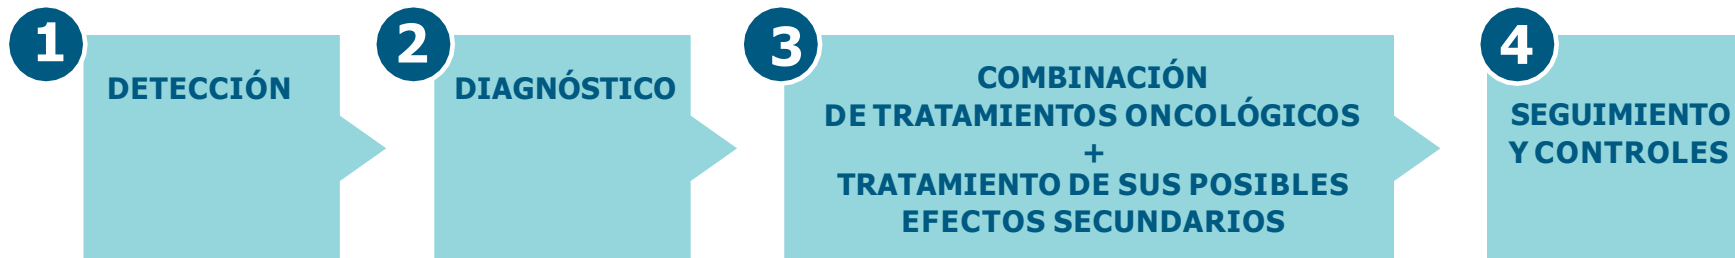 1
DETECCIÓN
2
DIAGNÓSTICO
3
COMBINACIÓN
DE TRATAMIENTOS ONCOLÓGICOS
+
TRATAMIENTO DE SUS POSIBLES
EFECTOS SECUNDARIOS
4
SEGUIMIENTO
Y CONTROLES